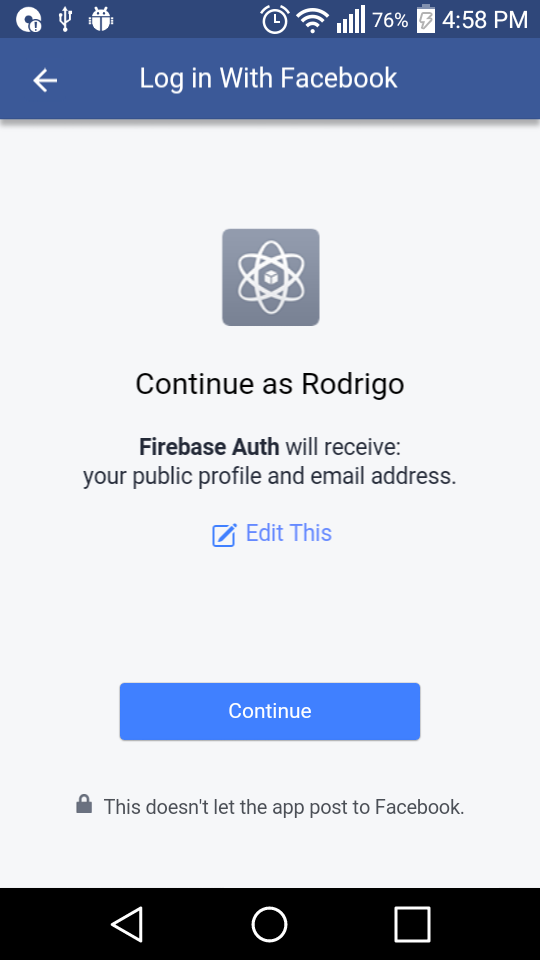 76% 4:58 PM
Log in With Facebook
Continue as Rodrigo
Firebase Auth will receive:
your public profile and email address.
Edit This
Continue
This doesn't let the app post to Facebook.